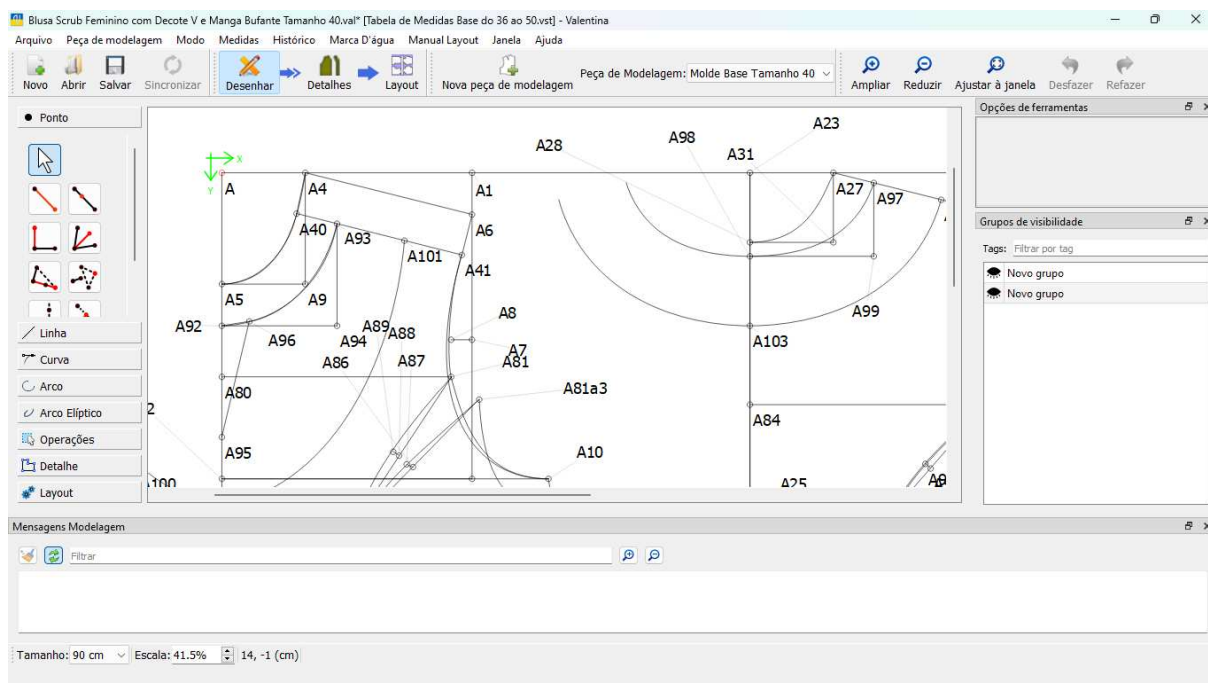 Blusa Scrub Feminino com Decote V e Manga Bufante Tamanho 40.val* [Tabela de Medidas Base do 36 ao 50.vst] - Valentina
Arquivo Peça de modelagem Modo Medidas Histórico Marca D'água Manual Layout Janela Ajuda
Novo Abrir Salvar Sincronizar Desenhar Detalhes Layout Nova peça de modelagem Peça de Modelagem: Molde Base Tamanho 40 Ampliar Reduzir Ajustar à janela Desfazer Refazer
Ponto
Linha
Curva
Arco
Arco Elíptico
Operações
Detalhe
Layout
X
Y
A23
A98
A28
A31
A A4 A1 A27
A97
A40 A6
A93
A101
A41
A5 A9
A8 A99
A92 A89
A88
A96 A94 A103
A7
A86 A87 A81
A80 A81a3
2
A84
A95 A10
100 A25
Opções de ferramentas
Grupos de visibilidade
Tags: Filtrar por tag
Novo grupo
Novo grupo
Mensagens Modelagem
Filtrar
Tamanho: 90 cm Escala: 41.5% 14, -1 (cm)